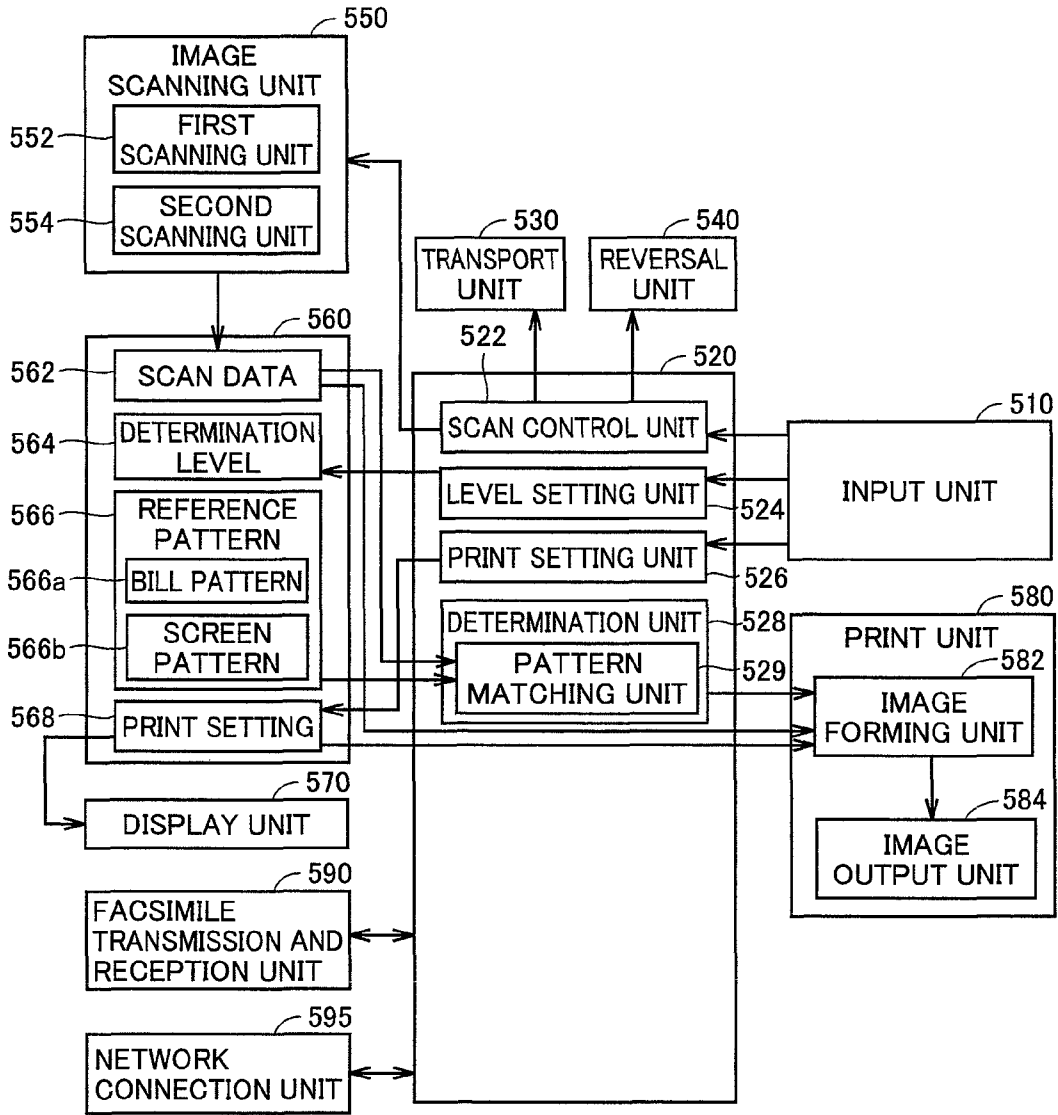 550
IMAGE
SCANNING UNIT
552
FIRST
SCANNING UNIT
554
SECOND
SCANNING UNIT
530
TRANSPORT
UNIT
540
REVERSAL
UNIT
560
562
SCAN DATA
564
DETERMINATION
LEVEL
566
REFERENCE
PATTERN
566a
BILL PATTERN
566b
SCREEN
PATTERN
568
PRINT SETTING
570
DISPLAY UNIT
590
FACSIMILE
TRANSMISSION AND
RECEPTION UNIT
595
NETWORK
CONNECTION UNIT
520
522
SCAN CONTROL UNIT
LEVEL SETTING UNIT
524
PRINT SETTING UNIT
526
DETERMINATION UNIT
528
PATTERN
MATCHING UNIT
529
510
INPUT UNIT
580
PRINT UNIT
582
IMAGE
FORMING UNIT
584
IMAGE
OUTPUT UNIT